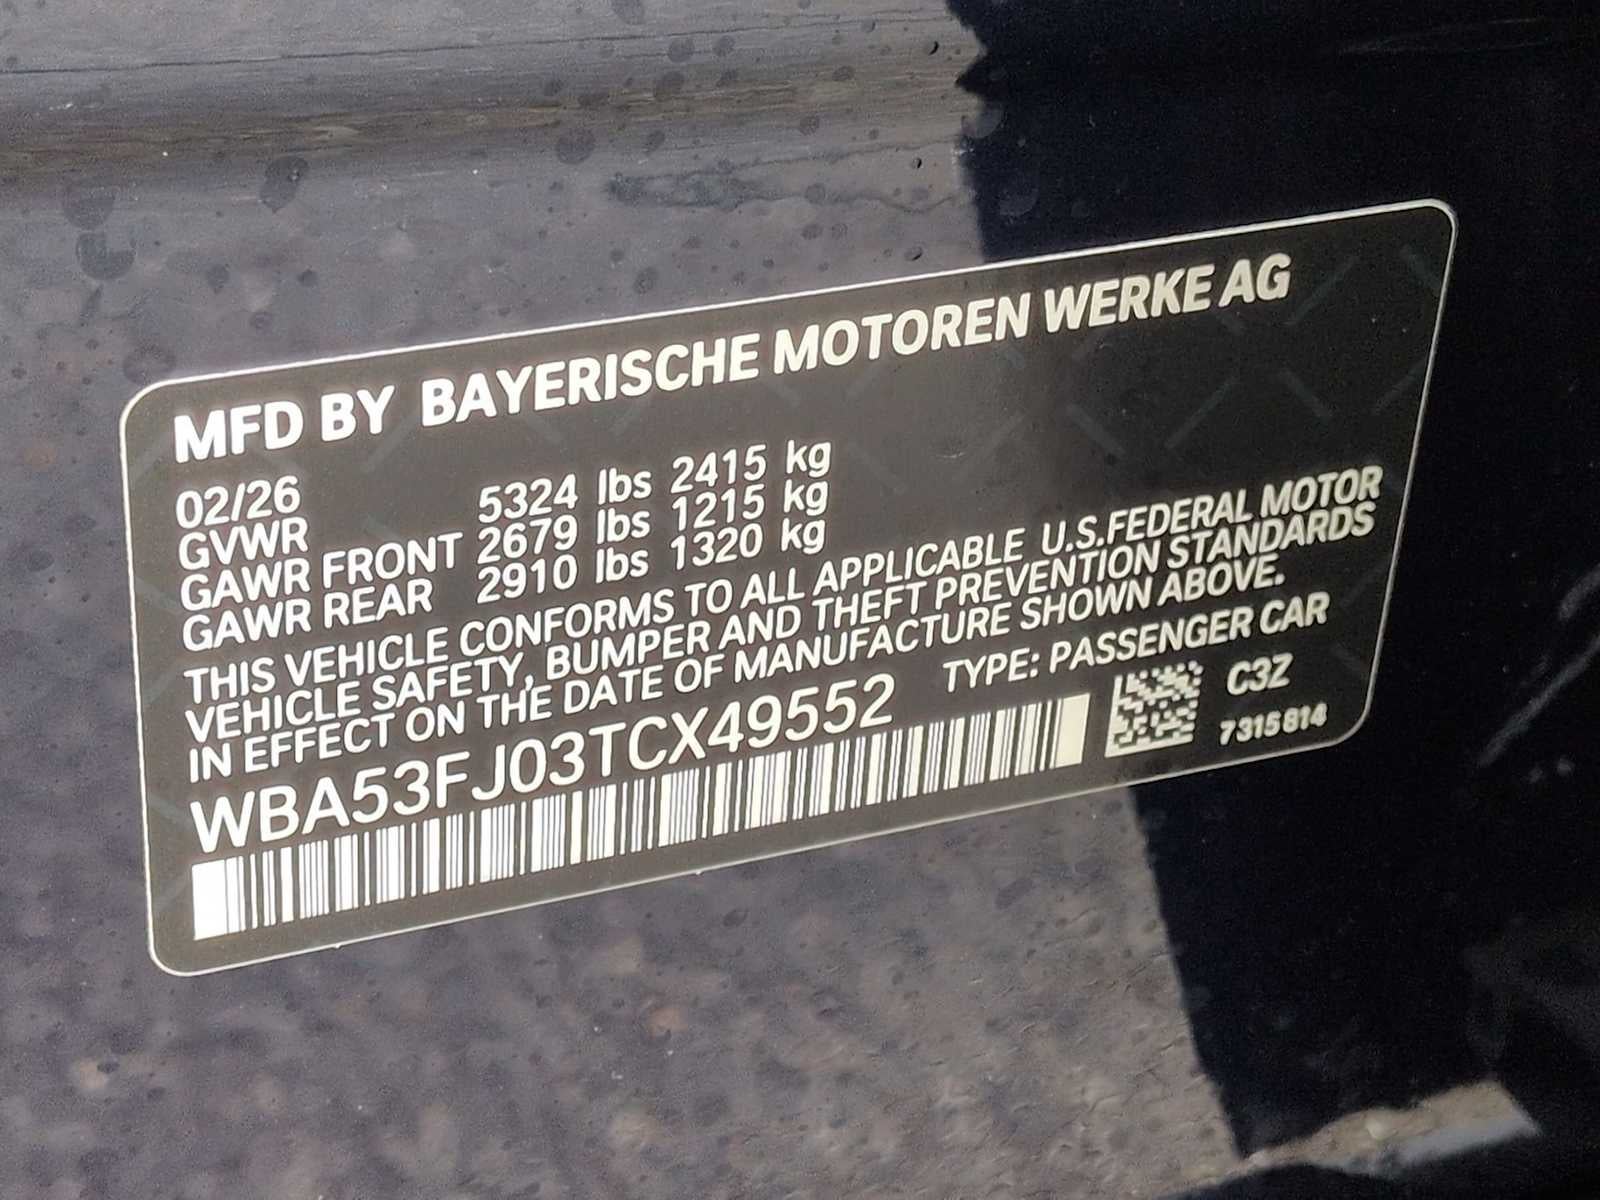 MFD BY BAYERISCHE MOTOREN WERKE AG
02/26
GVWR 5324 lbs 2415 kg
GAWR FRONT 2679 lbs 1215 kg
GAWR REAR 2910 lbs 1320 kg
THIS VEHICLE CONFORMS TO ALL APPLICABLE U.S.FEDERAL MOTOR
VEHICLE SAFETY, BUMPER AND THEFT PREVENTION STANDARDS
IN EFFECT ON THE DATE OF MANUFACTURE SHOWN ABOVE.
WBA53FJ03TCX49552 TYPE: PASSENGER CAR
C3Z
7315814